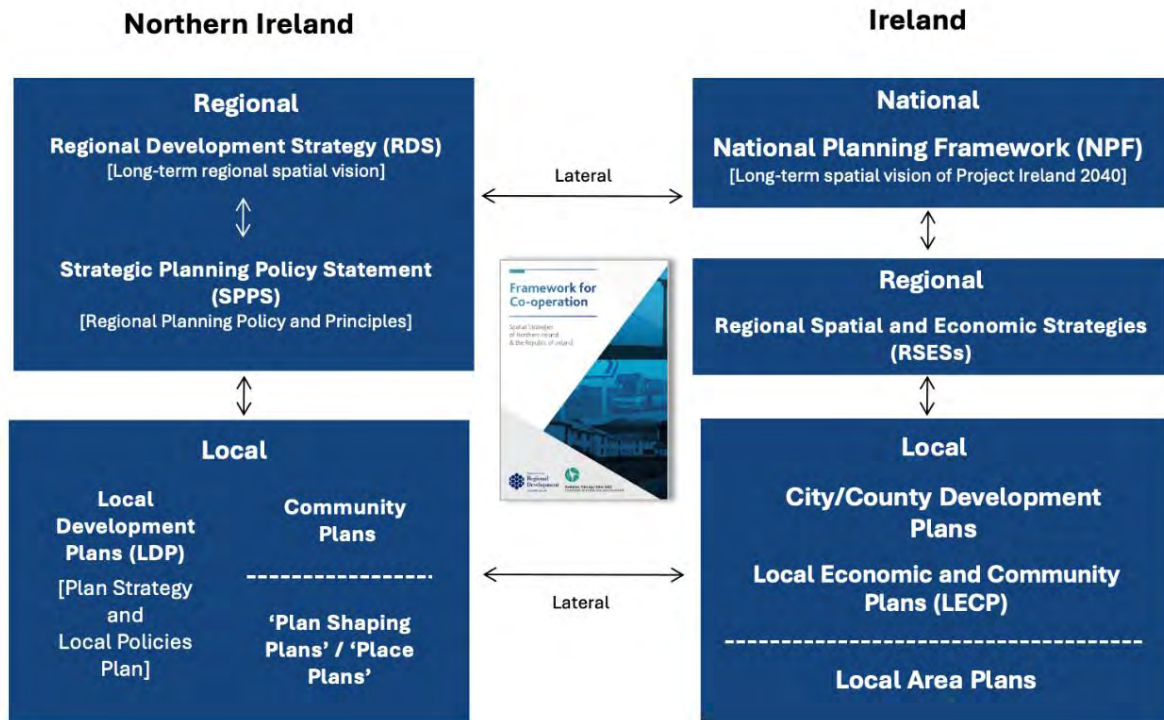 Northern Ireland
Ireland
Regional
Regional Development Strategy (RDS)
[Long-term regional spatial vision]
Strategic Planning Policy Statement
(SPPS)
[Regional Planning Policy and Principles]
Lateral
National
National Planning Framework (NPF)
[Long-term spatial vision of Project Ireland 2040]
Framework for
Co-operation
Spatial Strategies
of Northern Ireland
& the Republic of Ireland
Regional
Development
Regional
Regional Spatial and Economic Strategies
(RSESs)
Local
Local
Development
Plans (LDP)
[Plan Strategy
and
Local Policies
Plan]
Community
Plans
‘Plan Shaping
Plans’ / ‘Place
Plans’
Lateral
Local
City/County Development
Plans
Local Economic and Community
Plans (LECP)
Local Area Plans